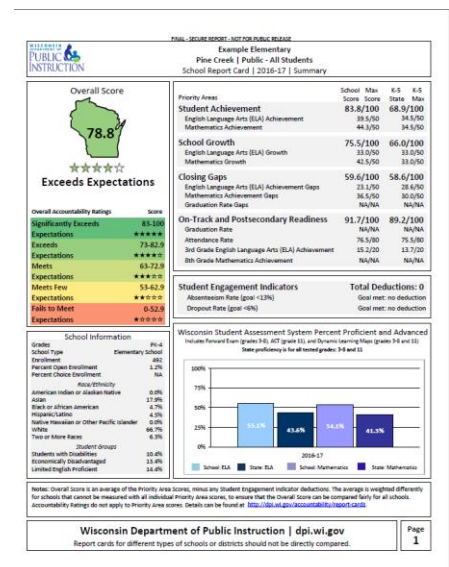 FINAL - SECURE REPORT - NOT FOR PUBLIC RELEASE
WISCONSIN
DEPARTMENT OF
PUBLIC
INSTRUCTION
Example Elementary
Pine Creek | Public - All Students
School Report Card | 2016-17 | Summary
Overall Score
78.8
★★★★☆
Exceeds Expectations
Overall Accountability Ratings Score
Significantly Exceeds 83-100
Expectations ★★★★★
Exceeds 73-82.9
Expectations ★★★★☆
Meets 63-72.9
Expectations ★★★☆☆
Meets Few 53-62.9
Expectations ★★☆☆☆
Fails to Meet 0-52.9
Expectations ★☆☆☆☆
School Information
Grades PK-4
School Type Elementary School
Enrollment 492
Percent Open Enrollment 1.2%
Percent Choice Enrollment NA
Race/Ethnicity
American Indian or Alaskan Native 0.0%
Asian 17.9%
Black or African American 4.7%
Hispanic/Latino 4.5%
Native Hawaiian or Other Pacific Islander 0.0%
White 66.7%
Two or More Races 6.3%
Student Groups
Students with Disabilities 10.4%
Economically Disadvantaged 13.4%
Limited English Proficient 14.4%
School Max K-5 K-5
Priority Areas Score Score State Max
Student Achievement 83.8/100 68.9/100
English Language Arts (ELA) Achievement 39.5/50 34.5/50
Mathematics Achievement 44.3/50 34.5/50
School Growth 75.5/100 66.0/100
English Language Arts (ELA) Growth 33.0/50 33.0/50
Mathematics Growth 42.5/50 33.0/50
Closing Gaps 59.6/100 58.6/100
English Language Arts (ELA) Achievement Gaps 23.1/50 28.6/50
Mathematics Achievement Gaps 36.5/50 30.0/50
Graduation Rate Gaps NA/NA NA/NA
On-Track and Postsecondary Readiness 91.7/100 89.2/100
Graduation Rate NA/NA NA/NA
Attendance Rate 76.5/80 75.5/80
3rd Grade English Language Arts (ELA) Achievement 15.2/20 13.7/20
8th Grade Mathematics Achievement NA/NA NA/NA
Student Engagement Indicators Total Deductions: 0
Absenteeism Rate (goal <13%) Goal met: no deduction
Dropout Rate (goal <6%) Goal met: no deduction
Wisconsin Student Assessment System Percent Proficient and Advanced
Includes Forward Exam (grades 3-8), ACT (grade 11), and Dynamic Learning Maps (grades 3-8 and 11)
State proficiency is for all tested grades: 3-8 and 11
100%
75%
50%
25%
0%
55.1% 43.6% 54.1% 41.3%
2016-17
School: ELA State: ELA School: Mathematics State: Mathematics
Notes: Overall Score is an average of the Priority Area Scores, minus any Student Engagement Indicator deductions. The average is weighted differently
for schools that cannot be measured with all individual Priority Area scores, to ensure that the Overall Score can be compared fairly for all schools.
Accountability Ratings do not apply to Priority Area scores. Details can be found at http://dpi.wi.gov/accountability/report-cards.
Wisconsin Department of Public Instruction | dpi.wi.gov
Report cards for different types of schools or districts should not be directly compared.
Page
1